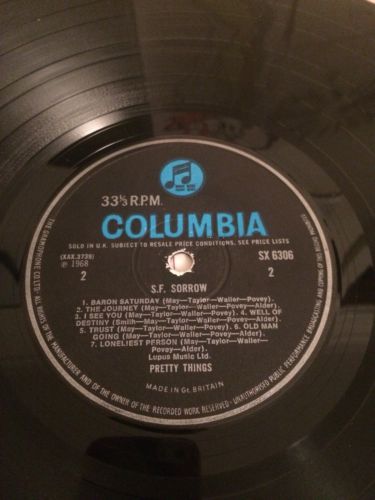 33⅓ R.P.M.
COLUMBIA
SOLD IN U.K. SUBJECT TO RESALE PRICE CONDITIONS, SEE PRICE LISTS
(XAX.3739)
SX 6306
℗ 1968
2
2
S.F. SORROW
1. BARON SATURDAY (May—Taylor—Waller—Povey).
2. THE JOURNEY (May—Taylor—Waller—Povey—Alder).
3. I SEE YOU (May—Taylor—Waller—Povey). 4. WELL OF
DESTINY (Smith—May—Taylor—Waller—Povey—Alder).
5. TRUST (May—Taylor—Waller—Povey). 6. OLD MAN
GOING (May—Taylor—Waller—Povey—Alder).
7. LONELIEST PERSON (May—Taylor—Waller—
Povey—Alder).
Lupus Music Ltd.
PRETTY THINGS
MADE IN Gt. BRITAIN
THE GRAMOPHONE CO. LTD. ALL RIGHTS OF THE MANUFACTURER AND OF THE OWNER OF THE RECORDED WORK RESERVED · UNAUTHORISED PUBLIC PERFORMANCE BROADCASTING AND COPYING OF THIS RECORD PROHIBITED